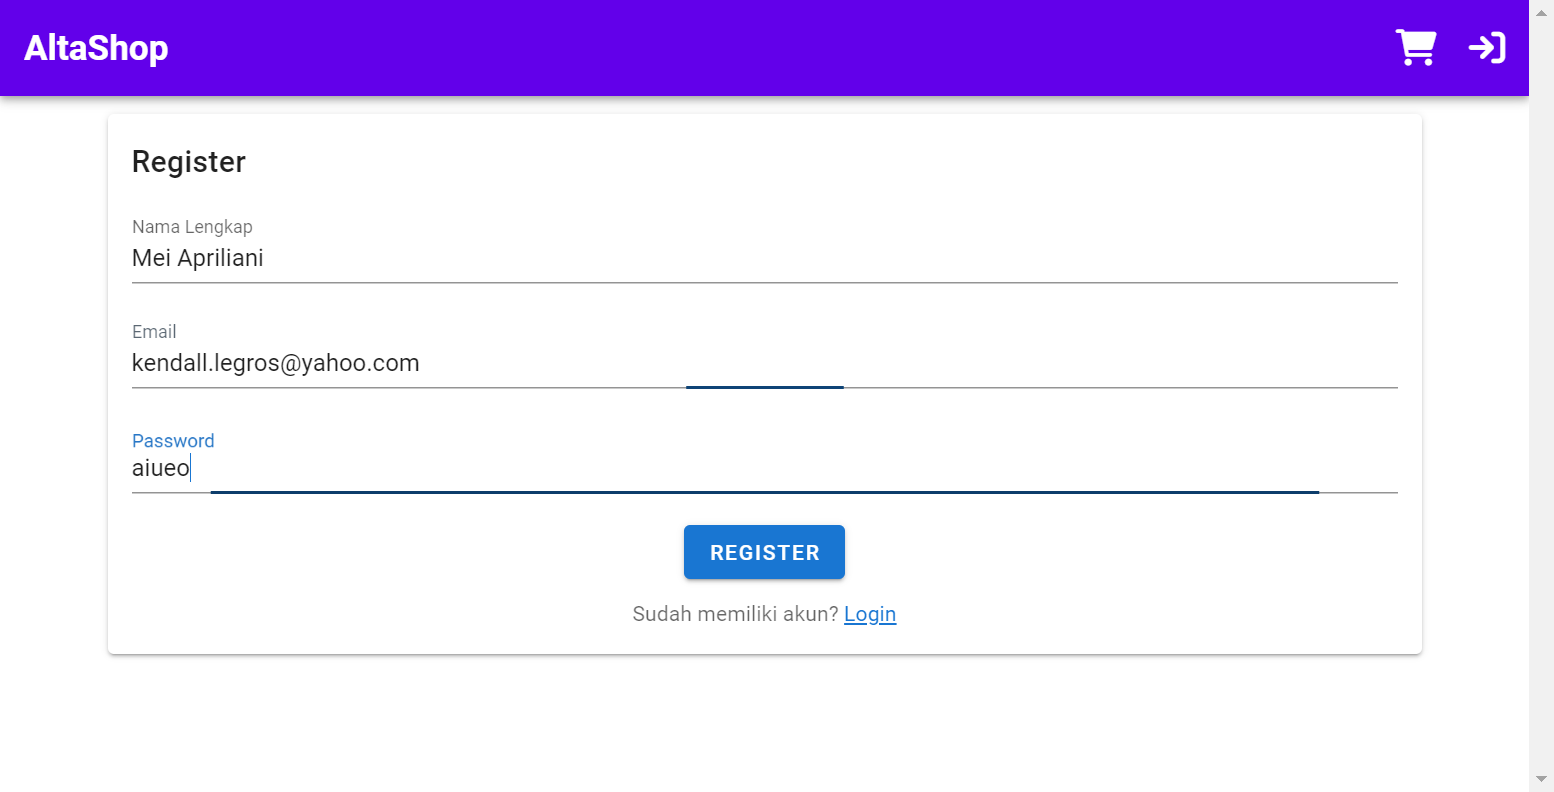 AltaShop
Register
Nama Lengkap
Mei Apriliani
Email
kendall.legros@yahoo.com
Password
aiueo
REGISTER
Sudah memiliki akun? Login